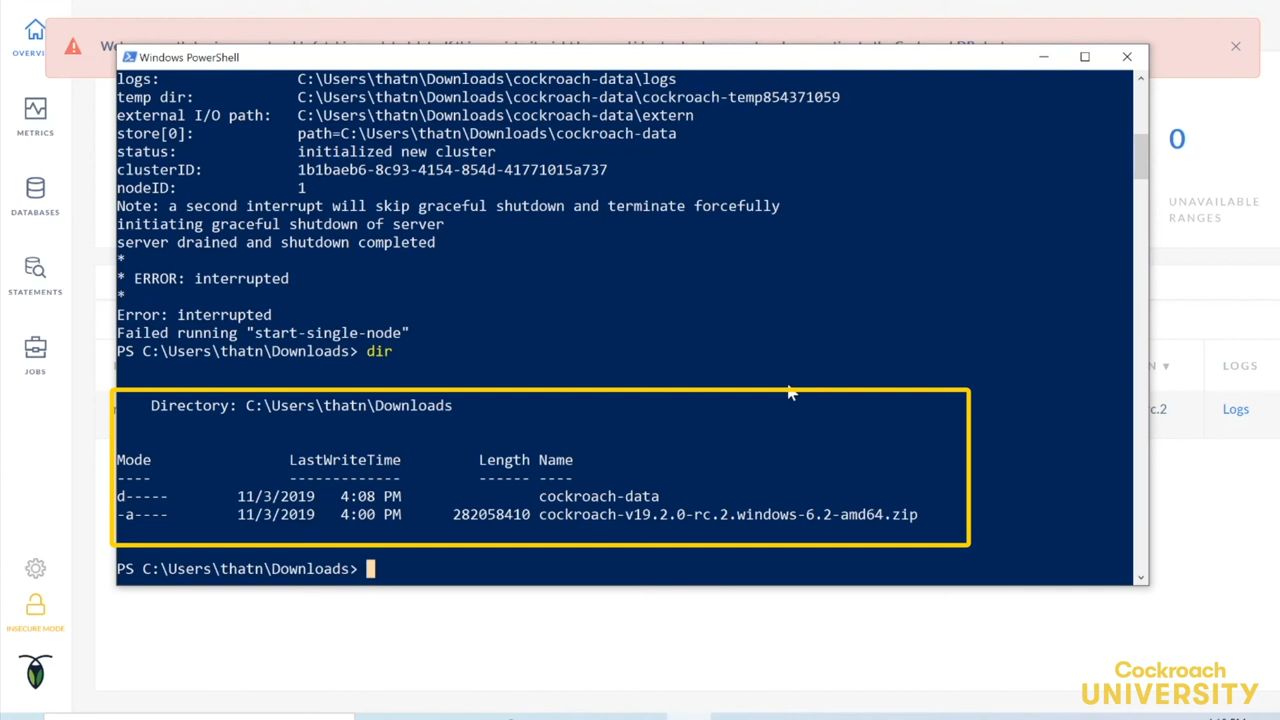 Windows PowerShell
OVERVI
METRICS
DATABASES
STATEMENTS
JOBS
INSECURE MODE
logs: C:\Users\thatn\Downloads\cockroach-data\logs
temp dir: C:\Users\thatn\Downloads\cockroach-data\cockroach-temp854371059
external I/O path: C:\Users\thatn\Downloads\cockroach-data\extern
store[0]: path=C:\Users\thatn\Downloads\cockroach-data
status: initialized new cluster
clusterID: 1b1baeb6-8c93-4154-854d-41771015a737
nodeID: 1
Note: a second interrupt will skip graceful shutdown and terminate forcefully
initiating graceful shutdown of server
server drained and shutdown completed
*
* ERROR: interrupted
*
Error: interrupted
Failed running "start-single-node"
PS C:\Users\thatn\Downloads> dir
Directory: C:\Users\thatn\Downloads
Mode LastWriteTime Length Name
---- ------------- ------ ----
d----- 11/3/2019 4:08 PM cockroach-data
-a---- 11/3/2019 4:00 PM 282058410 cockroach-v19.2.0-rc.2.windows-6.2-amd64.zip
PS C:\Users\thatn\Downloads>
0
UNAVAILABLE
RANGES
N ▼ LOGS
c.2 Logs
Cockroach
UNIVERSITY